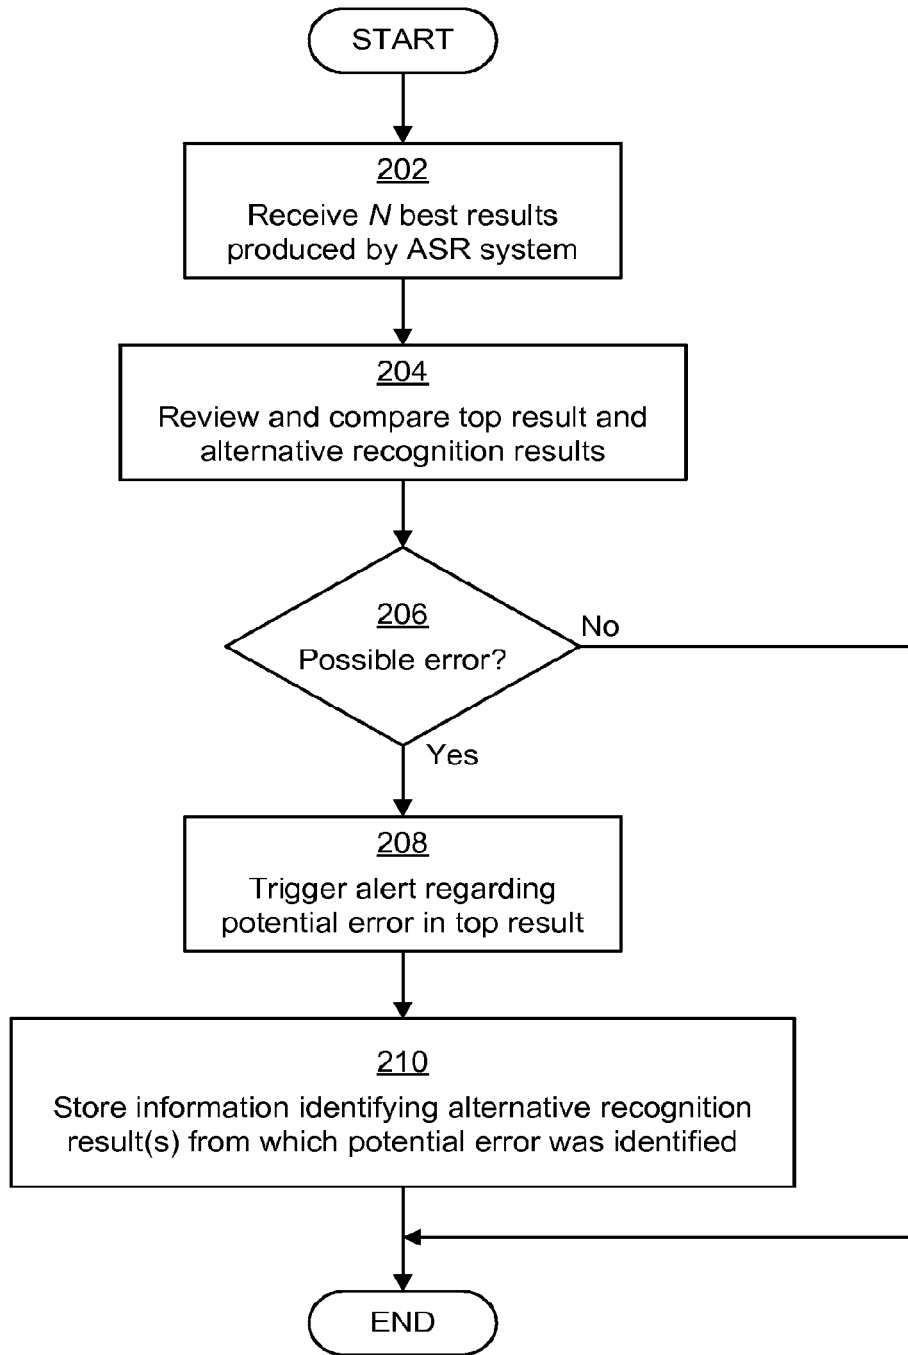 START
202
Receive N best results
produced by ASR system
204
Review and compare top result and
alternative recognition results
206
Possible error?
No
Yes
208
Trigger alert regarding
potential error in top result
210
Store information identifying alternative recognition
result(s) from which potential error was identified
END